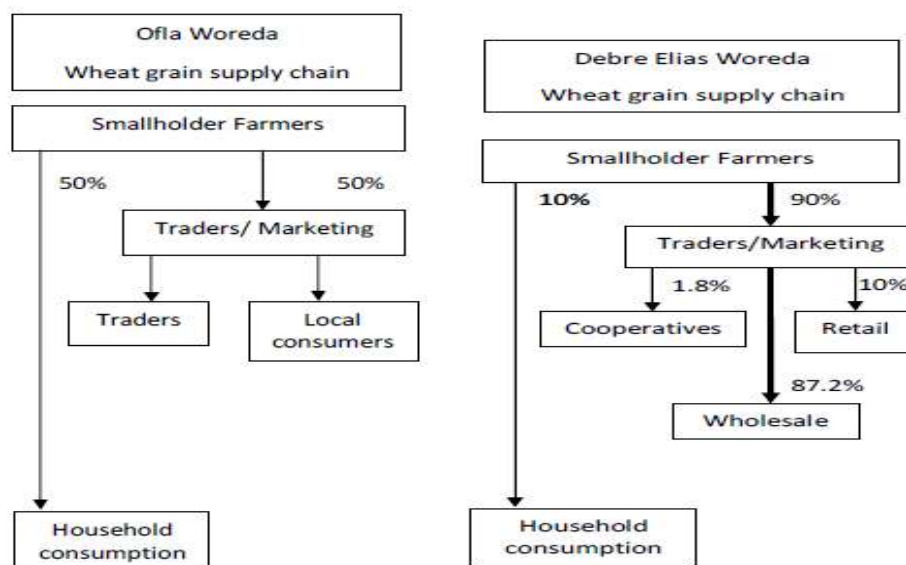 Ofla Woreda
Wheat grain supply chain
Smallholder Farmers
50%
50%
Traders/ Marketing
Traders
Local
consumers
Household
consumption
Debre Elias Woreda
Wheat grain supply chain
Smallholder Farmers
10%
90%
Traders/Marketing
1.8%
10%
Cooperatives
Retail
87.2%
Wholesale
Household
consumption